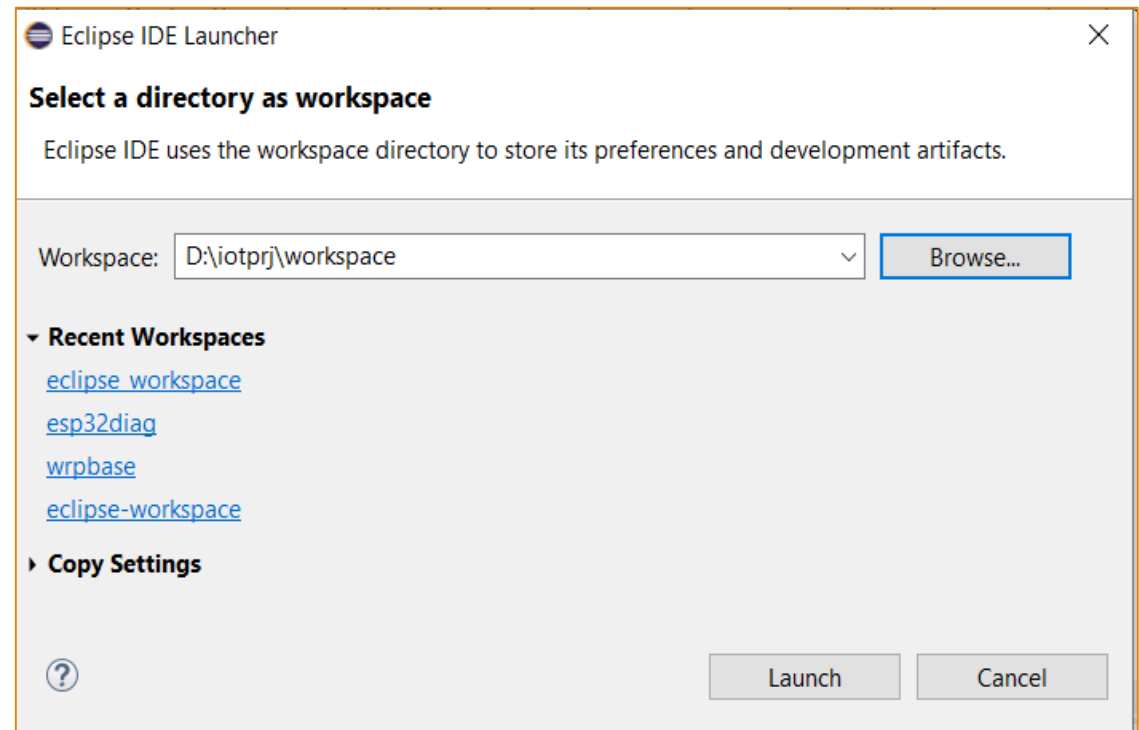 Eclipse IDE Launcher
Select a directory as workspace
Eclipse IDE uses the workspace directory to store its preferences and development artifacts.
Workspace: D:\iotprj\workspace Browse...
Recent Workspaces
eclipse_workspace
esp32diag
wrpbase
eclipse-workspace
Copy Settings
? Launch Cancel